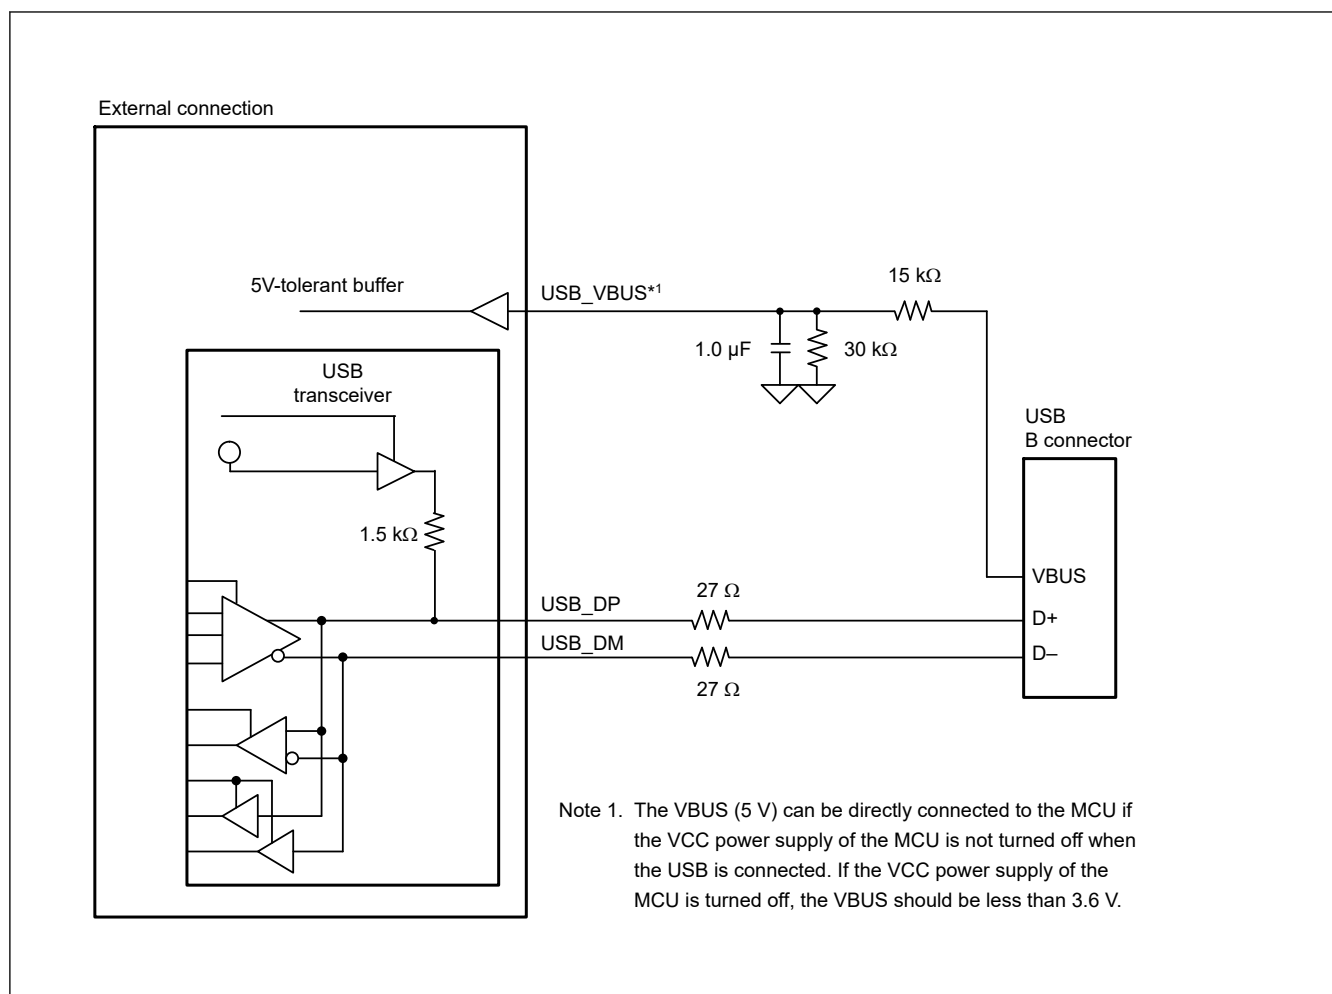 External connection
15 kΩ
5V-tolerant buffer
USB_VBUS*1
1.0 µF
30 kΩ
USB
transceiver
USB
B connector
1.5 kΩ
VBUS
USB_DP
27 Ω
D+
USB_DM
D–
27 Ω
Note 1. The VBUS (5 V) can be directly connected to the MCU if
the VCC power supply of the MCU is not turned off when
the USB is connected. If the VCC power supply of the
MCU is turned off, the VBUS should be less than 3.6 V.